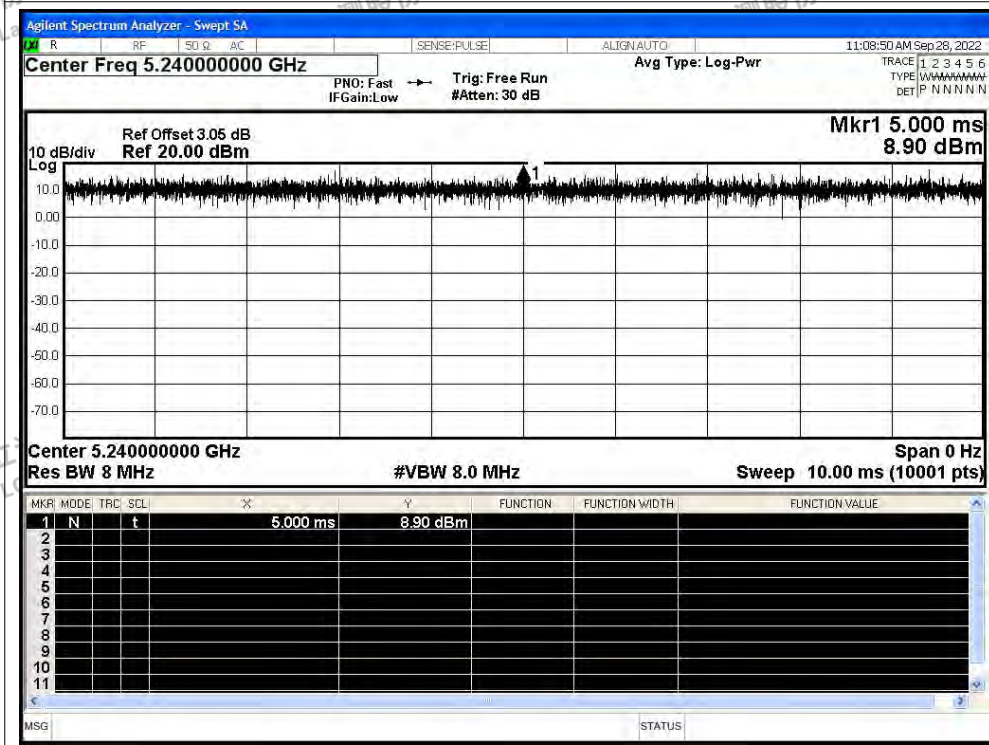 Agilent Spectrum Analyzer - Swept SA
R RF 50 Ω AC SENSE:PULSE ALIGN AUTO 11:08:50 AM Sep 28, 2022
Center Freq 5.240000000 GHz
PNO: Fast
IFGain:Low
Trig: Free Run
#Atten: 30 dB
Avg Type: Log-Pwr
TRACE 1 2 3 4 5 6
TYPE
DET P N N N N N
Ref Offset 3.05 dB
10 dB/div Ref 20.00 dBm
Log
Mkr1 5.000 ms
8.90 dBm
1
10.0
0.00
-10.0
-20.0
-30.0
-40.0
-50.0
-60.0
-70.0
Center 5.240000000 GHz Span 0 Hz
Res BW 8 MHz #VBW 8.0 MHz Sweep 10.00 ms (10001 pts)
MKR MODE TRC SCL X Y FUNCTION FUNCTION WIDTH FUNCTION VALUE
1 N t 5.000 ms 8.90 dBm
2
3
4
5
6
7
8
9
10
11
MSG STATUS